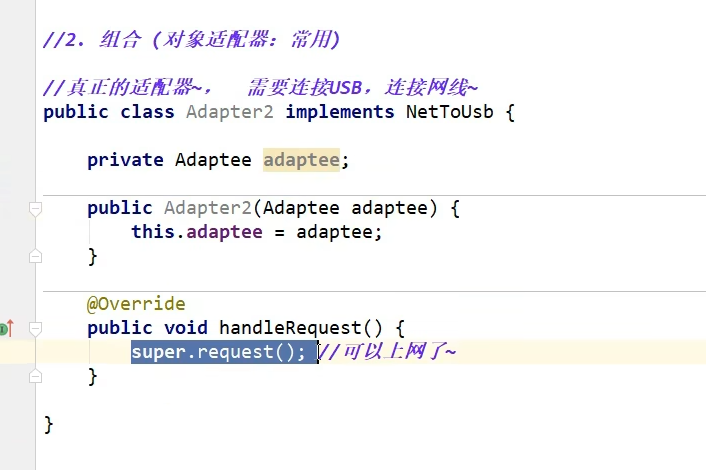 //2. 组合 (对象适配器：常用)
//真正的适配器~， 需要连接USB，连接网线~
public class Adapter2 implements NetToUsb {
private Adaptee adaptee;
public Adapter2(Adaptee adaptee) {
this.adaptee = adaptee;
}
@Override
public void handleRequest() {
super.request(); //可以上网了~
}
}